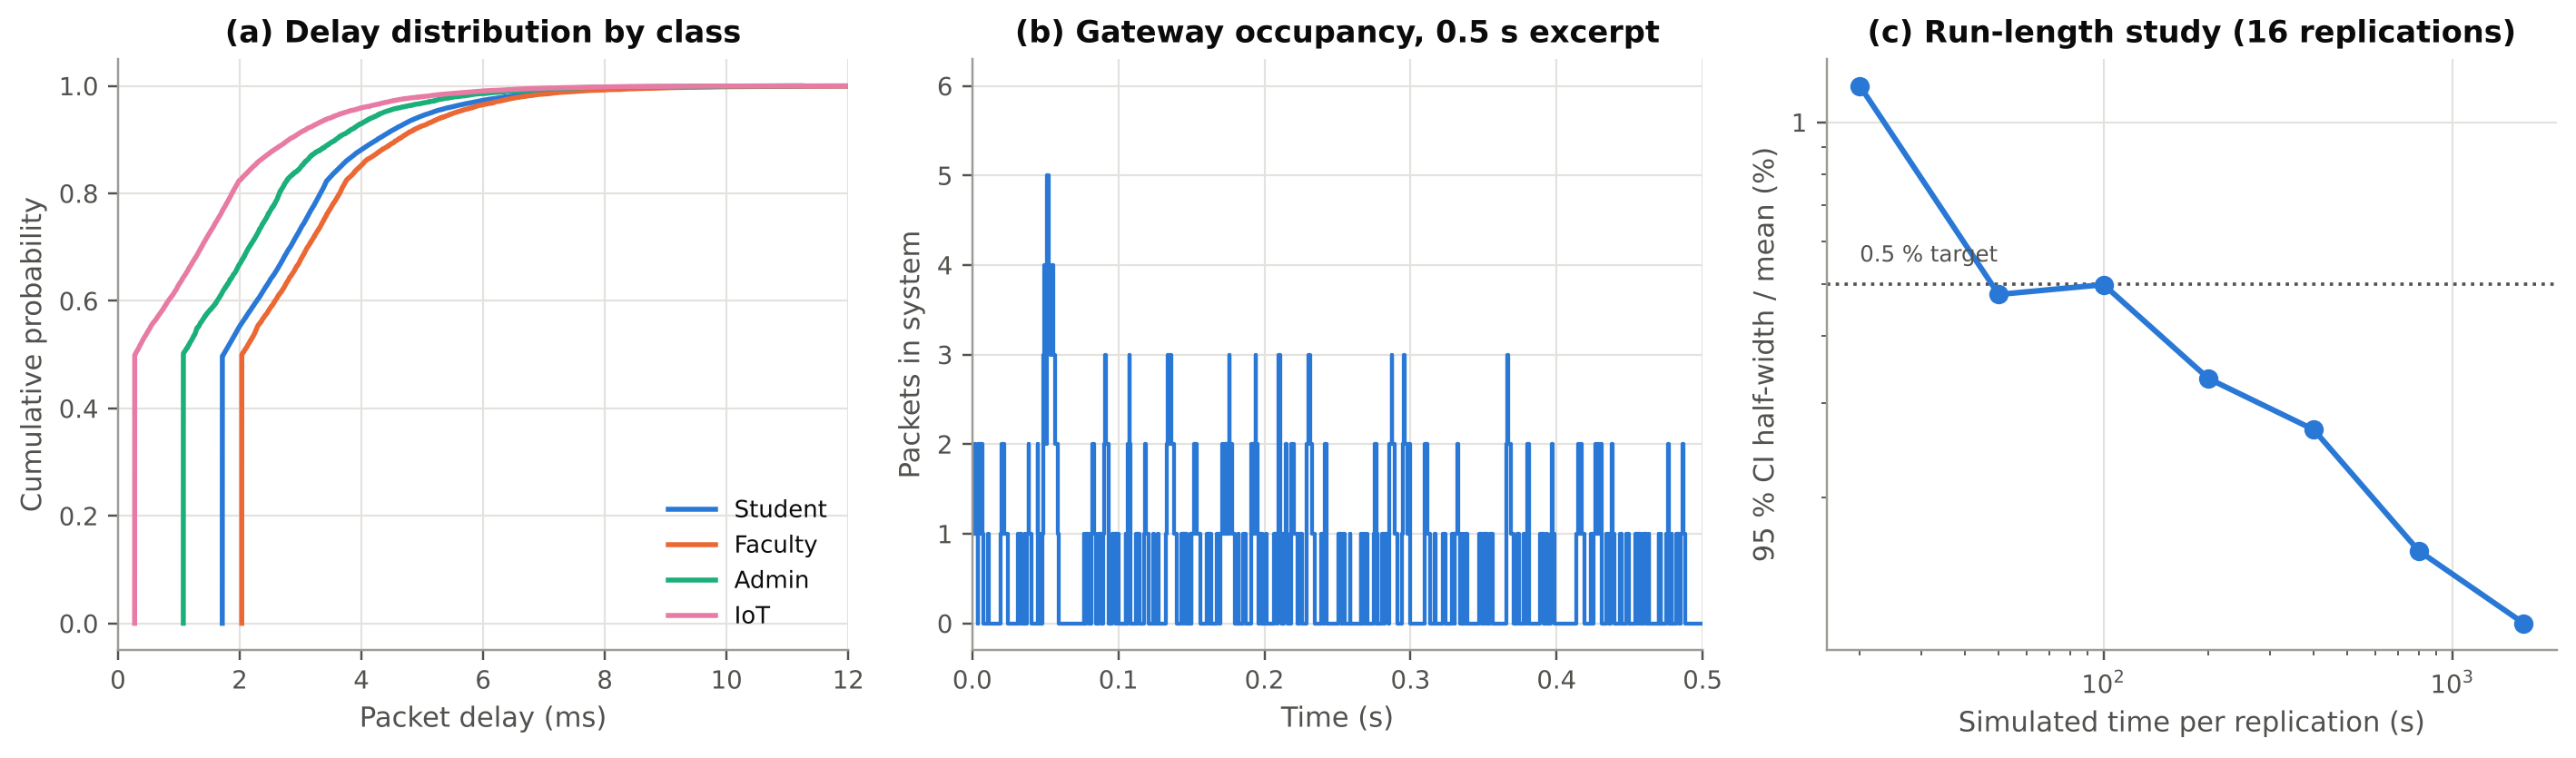 (a) Delay distribution by class
Cumulative probability
1.0
0.8
0.6
0.4
0.2
0.0
Student
Faculty
Admin
IoT
0 2 4 6 8 10 12
Packet delay (ms)
(b) Gateway occupancy, 0.5 s excerpt
Packets in system
6
5
4
3
2
1
0
0.0 0.1 0.2 0.3 0.4 0.5
Time (s)
(c) Run-length study (16 replications)
95 % CI half-width / mean (%)
1
0.5 % target
10² 10³
Simulated time per replication (s)